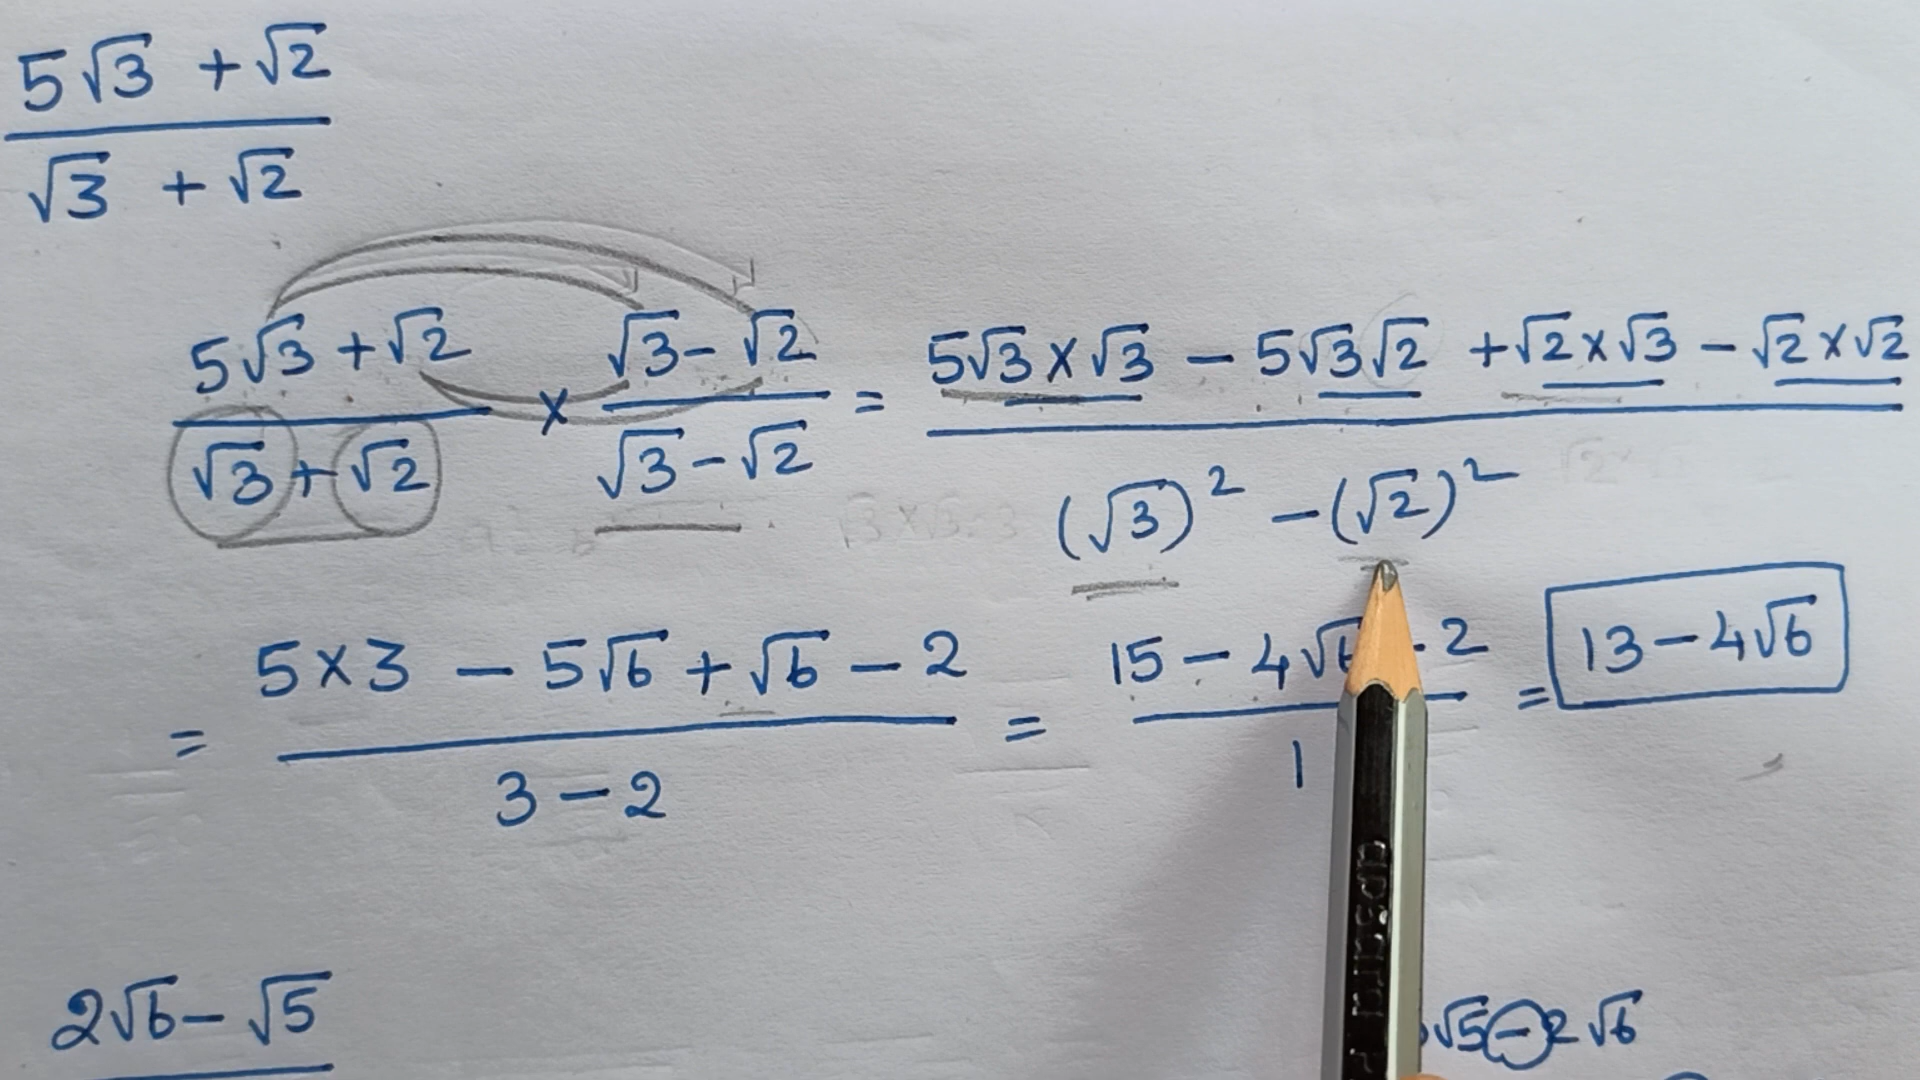 5√3 + √2
√3 + √2
5√3 + √2 × √3 - √2 = 5√3 × √3 - 5√3√2 + √2 × √3 - √2 × √2
√3 + √2 √3 - √2 (√3)² - (√2)²
= 5×3 - 5√6 + √6 - 2 = 15 - 4√6 - 2 = 13 - 4√6
3 - 2 1
2√6 - √5
√5 - 2√6
apsara